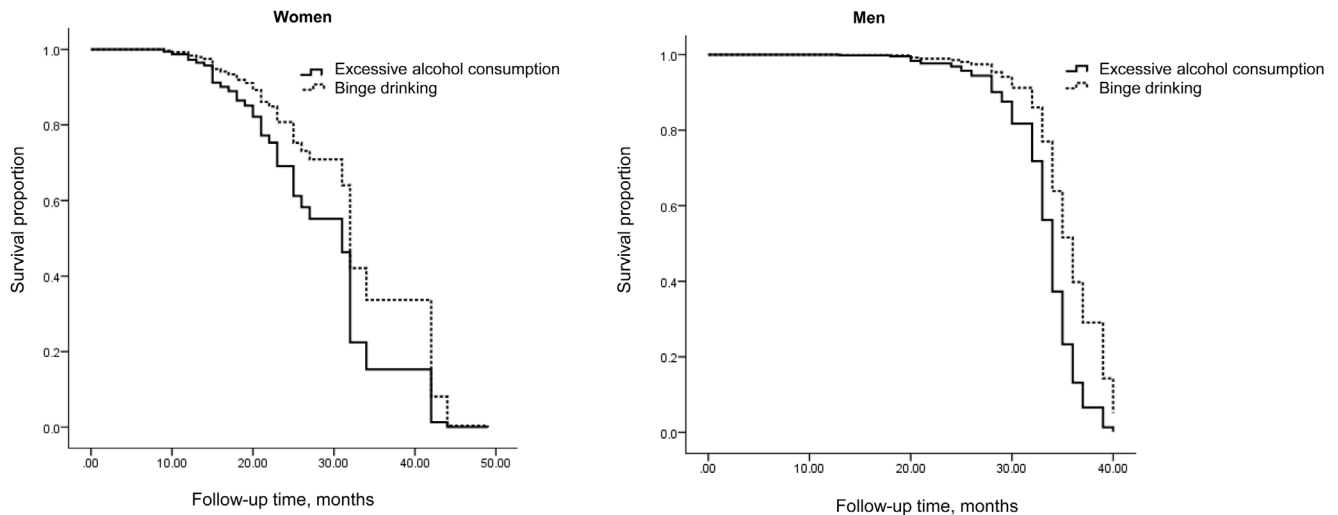 Women
1.0
0.8
0.6
0.4
0.2
0.0
Survival proportion
Excessive alcohol consumption
Binge drinking
.00 10.00 20.00 30.00 40.00 50.00
Follow-up time, months
Men
1.0
0.8
0.6
0.4
0.2
0.0
Survival proportion
Excessive alcohol consumption
Binge drinking
.00 10.00 20.00 30.00 40.00
Follow-up time, months